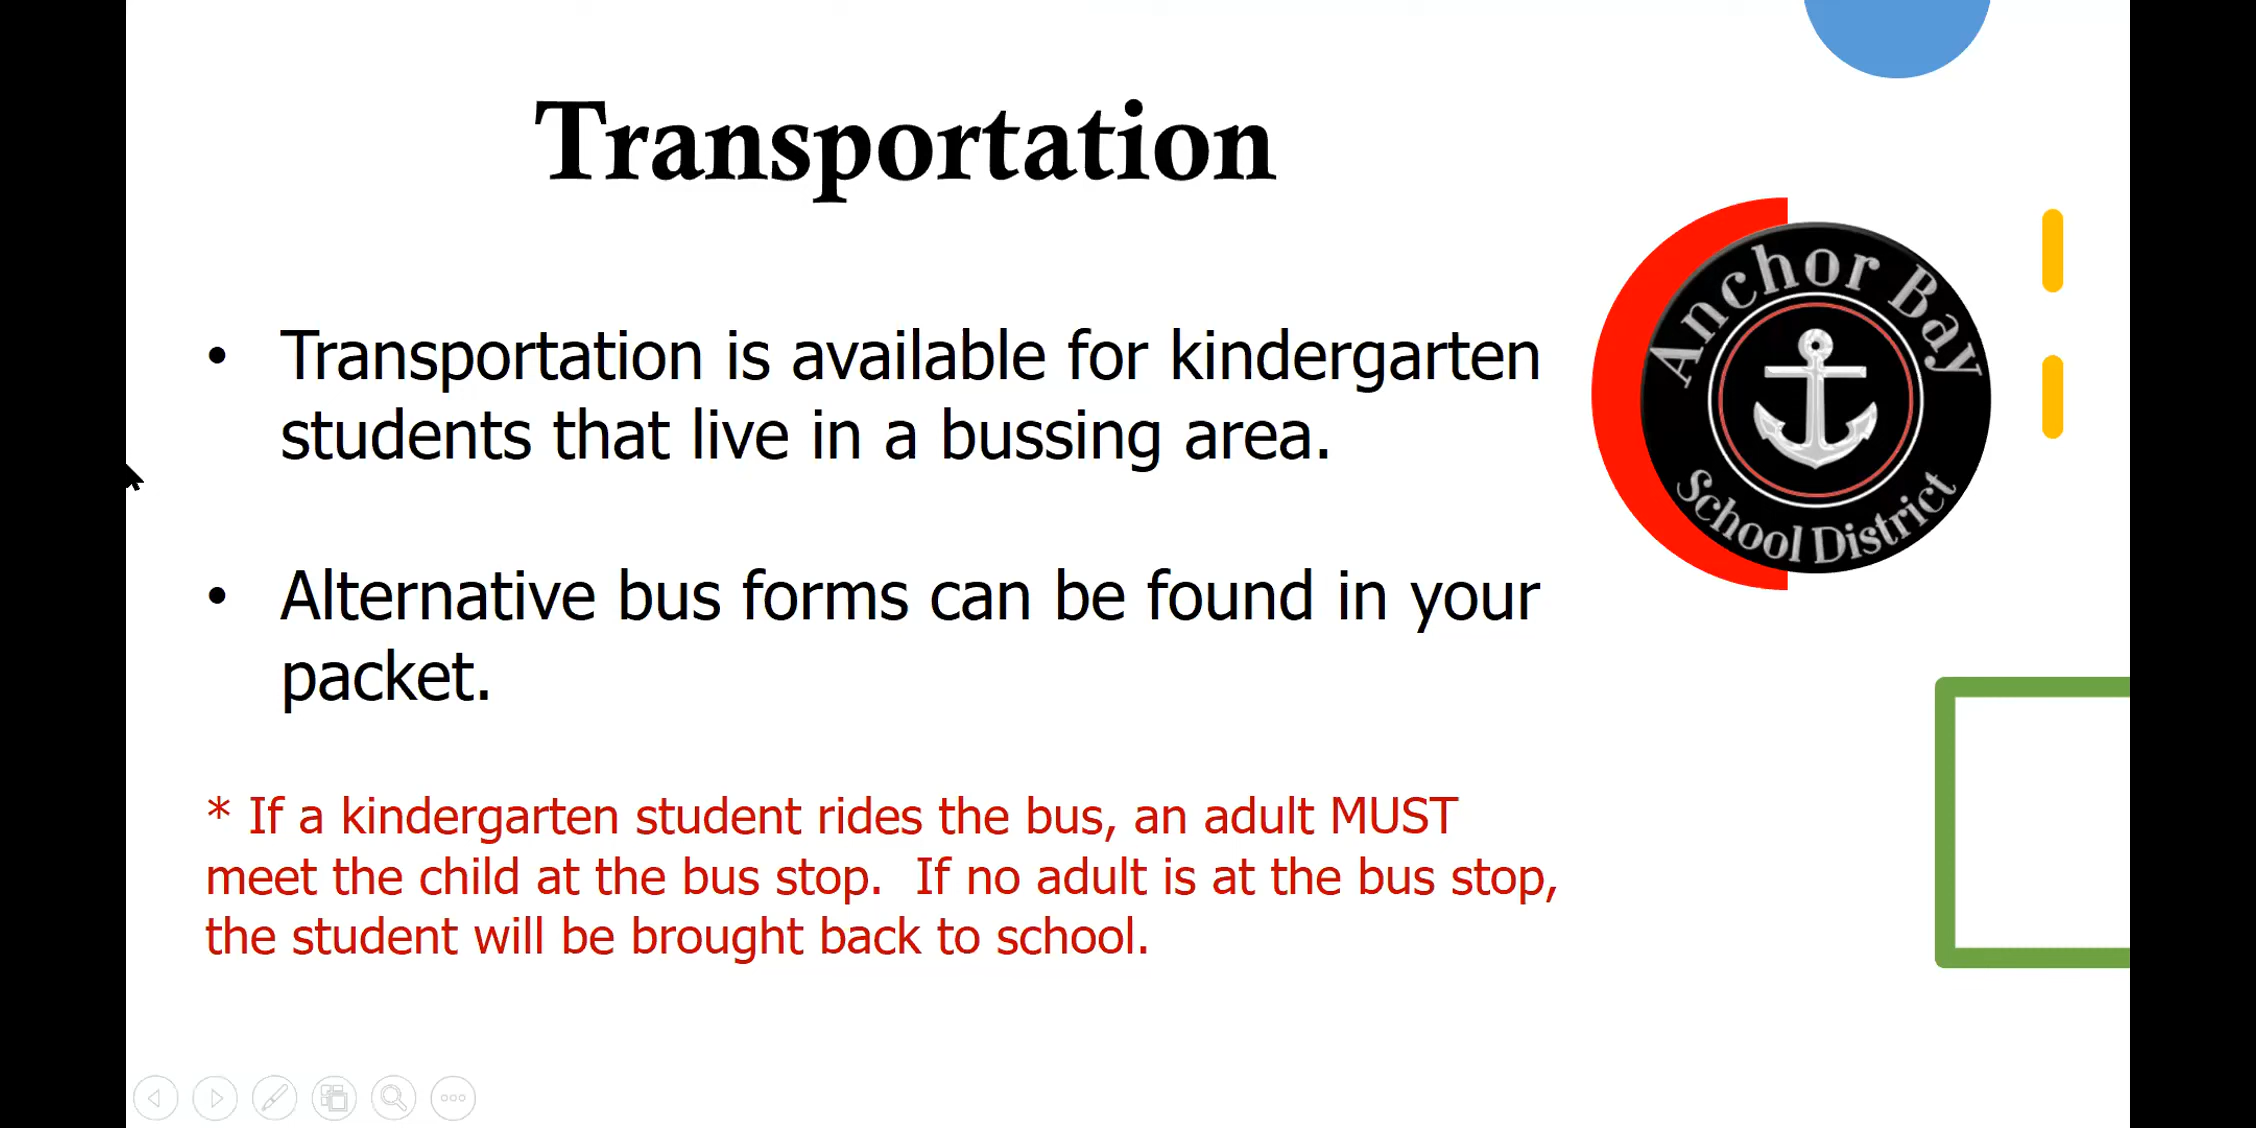 Transportation
• Transportation is available for kindergarten
students that live in a bussing area.
• Alternative bus forms can be found in your
packet.
* If a kindergarten student rides the bus, an adult MUST
meet the child at the bus stop.  If no adult is at the bus stop,
the student will be brought back to school.
Anchor Bay
School District